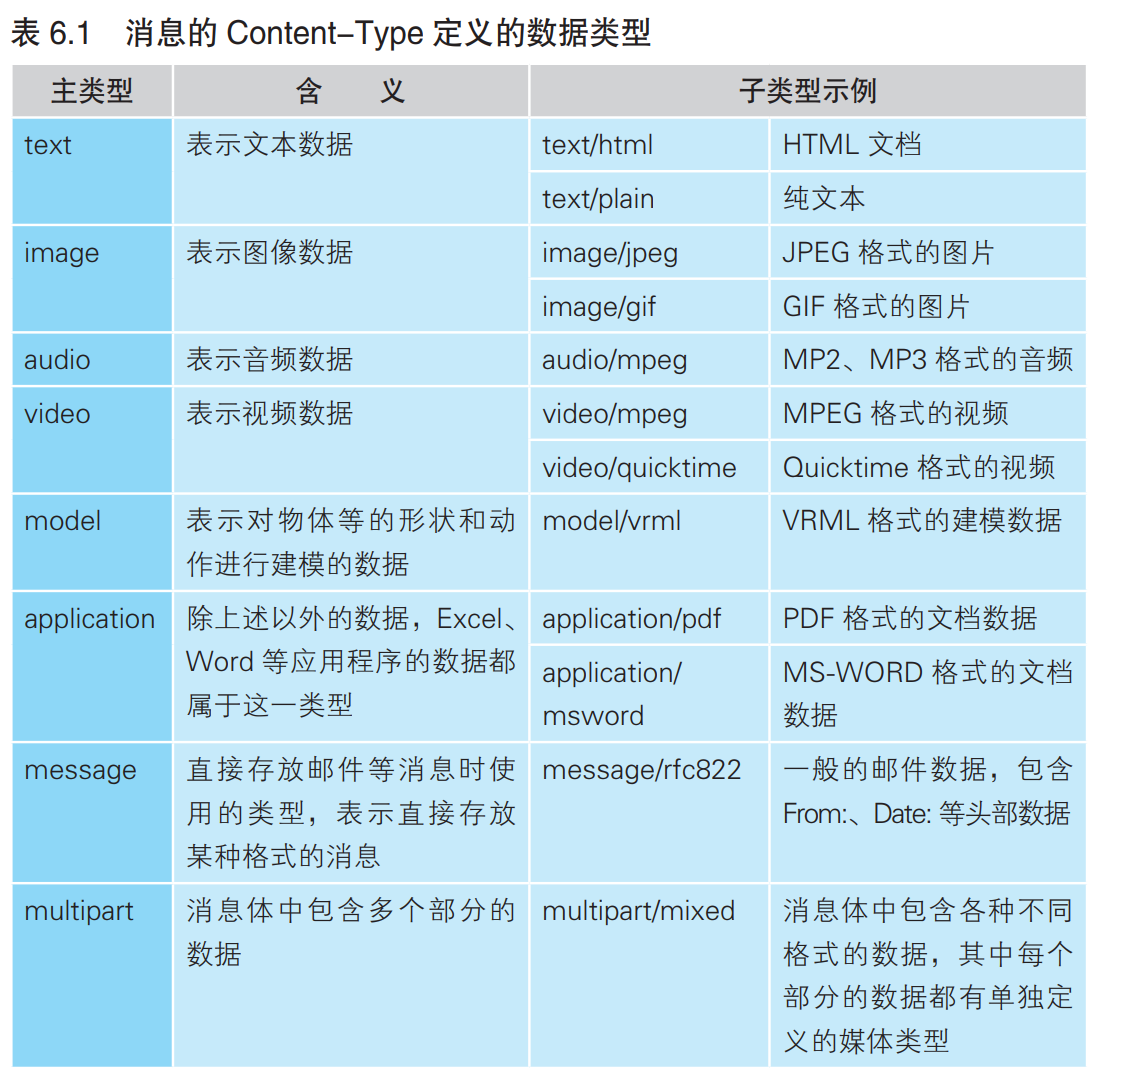 表 6.1 消息的 Content-Type 定义的数据类型
主类型 含 义 子类型示例
text 表示文本数据 text/html HTML 文档
text/plain 纯文本
image 表示图像数据 image/jpeg JPEG 格式的图片
image/gif GIF 格式的图片
audio 表示音频数据 audio/mpeg MP2、MP3 格式的音频
video 表示视频数据 video/mpeg MPEG 格式的视频
video/quicktime Quicktime 格式的视频
model 表示对物体等的形状和动 model/vrml VRML 格式的建模数据
作进行建模的数据
application 除上述以外的数据，Excel、 application/pdf PDF 格式的文档数据
Word 等应用程序的数据都 application/ MS-WORD 格式的文档
属于这一类型 msword 数据
message 直接存放邮件等消息时使 message/rfc822 一般的邮件数据，包含
用的类型，表示直接存放 From:、Date: 等头部数据
某种格式的消息
multipart 消息体中包含多个部分的 multipart/mixed 消息体中包含各种不同
数据 格式的数据，其中每个
部分的数据都有单独定
义的媒体类型